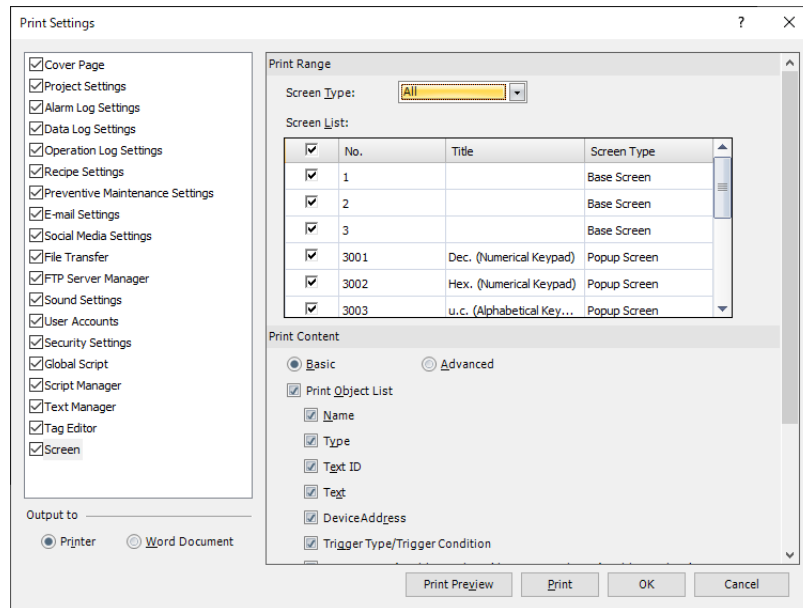 Print Settings
?
Cover Page
Project Settings
Alarm Log Settings
Data Log Settings
Operation Log Settings
Recipe Settings
Preventive Maintenance Settings
E-mail Settings
Social Media Settings
File Transfer
FTP Server Manager
Sound Settings
User Accounts
Security Settings
Global Script
Script Manager
Text Manager
Tag Editor
Screen
Output to
Printer Word Document
Print Range
Screen Type: All
Screen List:
No. Title Screen Type
1 Base Screen
2 Base Screen
3 Base Screen
3001 Dec. (Numerical Keypad) Popup Screen
3002 Hex. (Numerical Keypad) Popup Screen
3003 u.c. (Alphabetical Key... Popup Screen
Print Content
Basic Advanced
Print Object List
Name
Type
Text ID
Text
DeviceAddress
Trigger Type/Trigger Condition
Print Preview Print OK Cancel